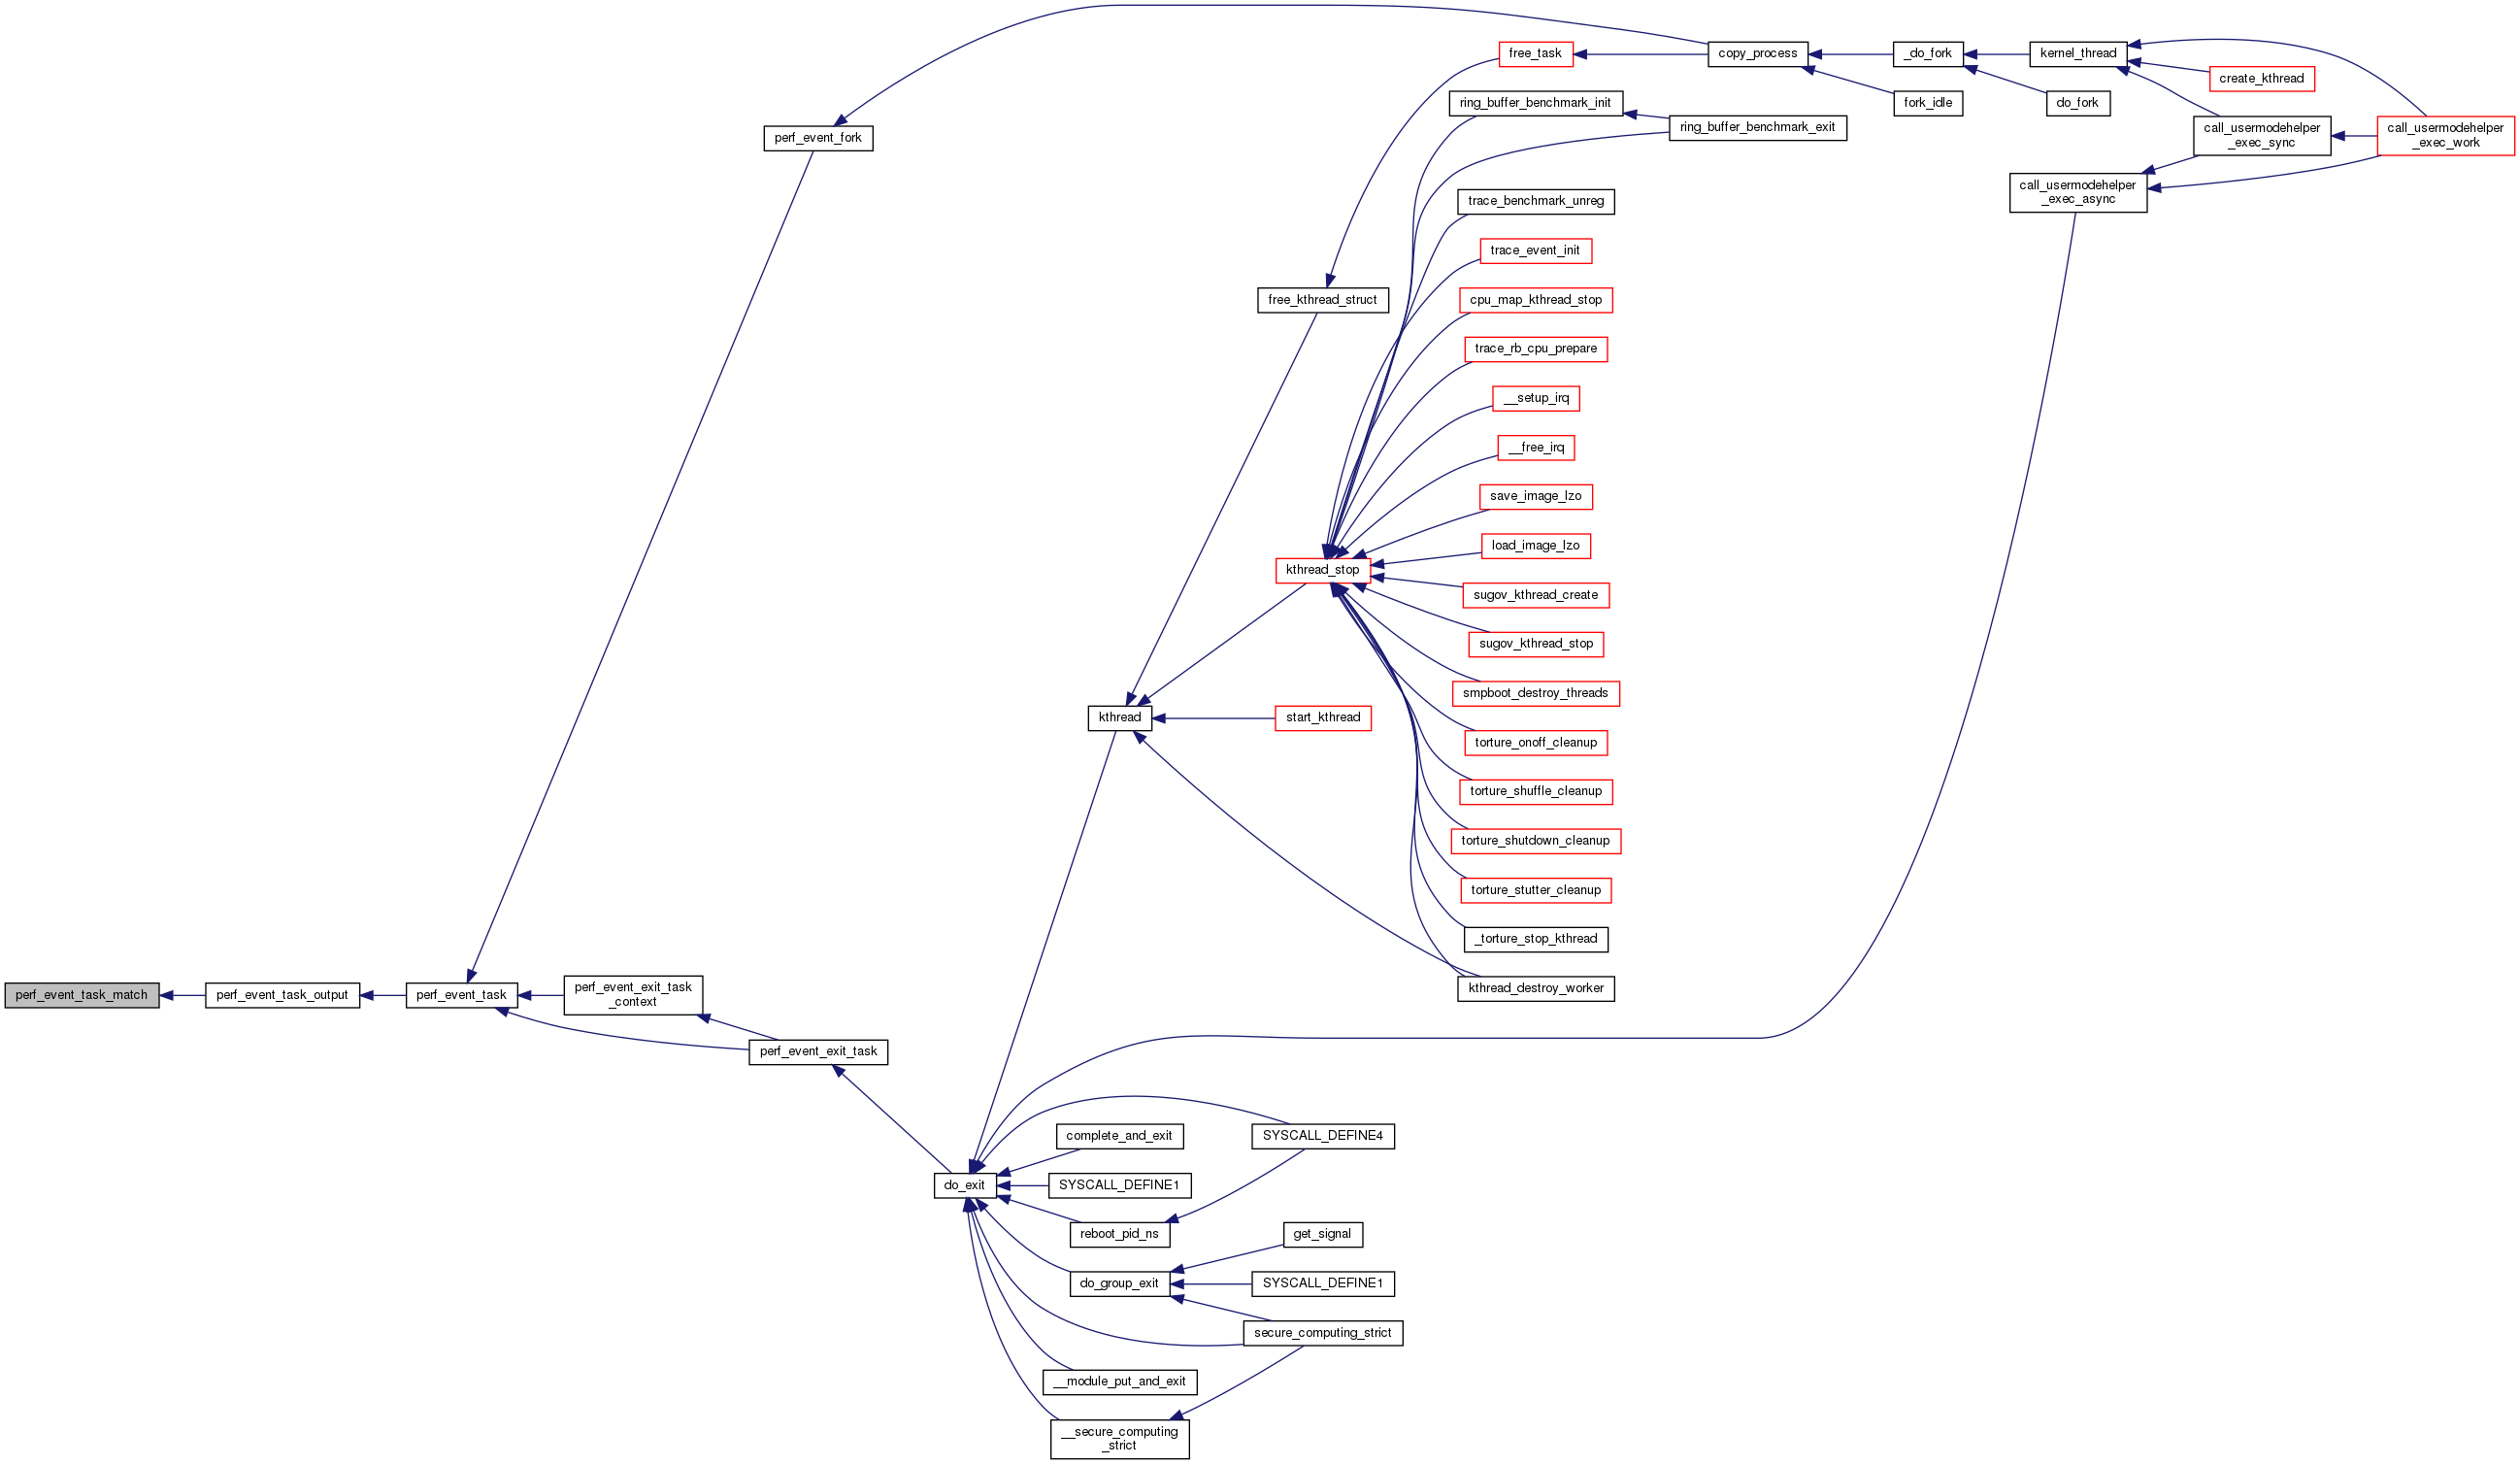 free_task
copy_process
_do_fork
kernel_thread
create_kthread
ring_buffer_benchmark_init
fork_idle
do_fork
perf_event_fork
ring_buffer_benchmark_exit
call_usermodehelper
_exec_sync
call_usermodehelper
_exec_work
call_usermodehelper
_exec_async
trace_benchmark_unreg
trace_event_init
free_kthread_struct
cpu_map_kthread_stop
trace_rb_cpu_prepare
__setup_irq
__free_irq
save_image_lzo
load_image_lzo
kthread_stop
sugov_kthread_create
sugov_kthread_stop
smpboot_destroy_threads
kthread
start_kthread
torture_onoff_cleanup
torture_shuffle_cleanup
torture_shutdown_cleanup
torture_stutter_cleanup
_torture_stop_kthread
kthread_destroy_worker
perf_event_task_match
perf_event_task_output
perf_event_task
perf_event_exit_task
_context
perf_event_exit_task
complete_and_exit
SYSCALL_DEFINE4
do_exit
SYSCALL_DEFINE1
reboot_pid_ns
get_signal
do_group_exit
SYSCALL_DEFINE1
secure_computing_strict
__module_put_and_exit
__secure_computing
_strict